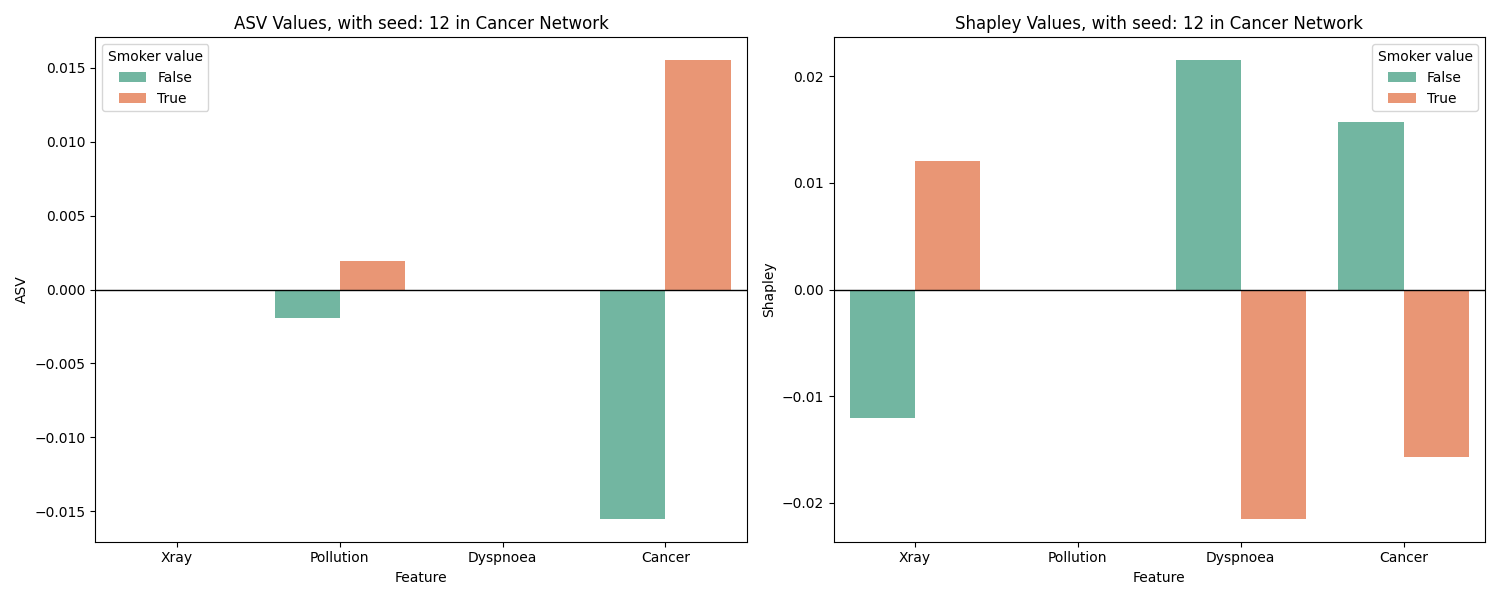 ASV Values, with seed: 12 in Cancer Network
Smoker value
False
True
0.015
0.010
0.005
0.000
−0.005
−0.010
−0.015
ASV
Xray
Pollution
Dyspnoea
Cancer
Feature
Shapley Values, with seed: 12 in Cancer Network
Smoker value
False
True
0.02
0.01
0.00
−0.01
−0.02
Shapley
Xray
Pollution
Dyspnoea
Cancer
Feature